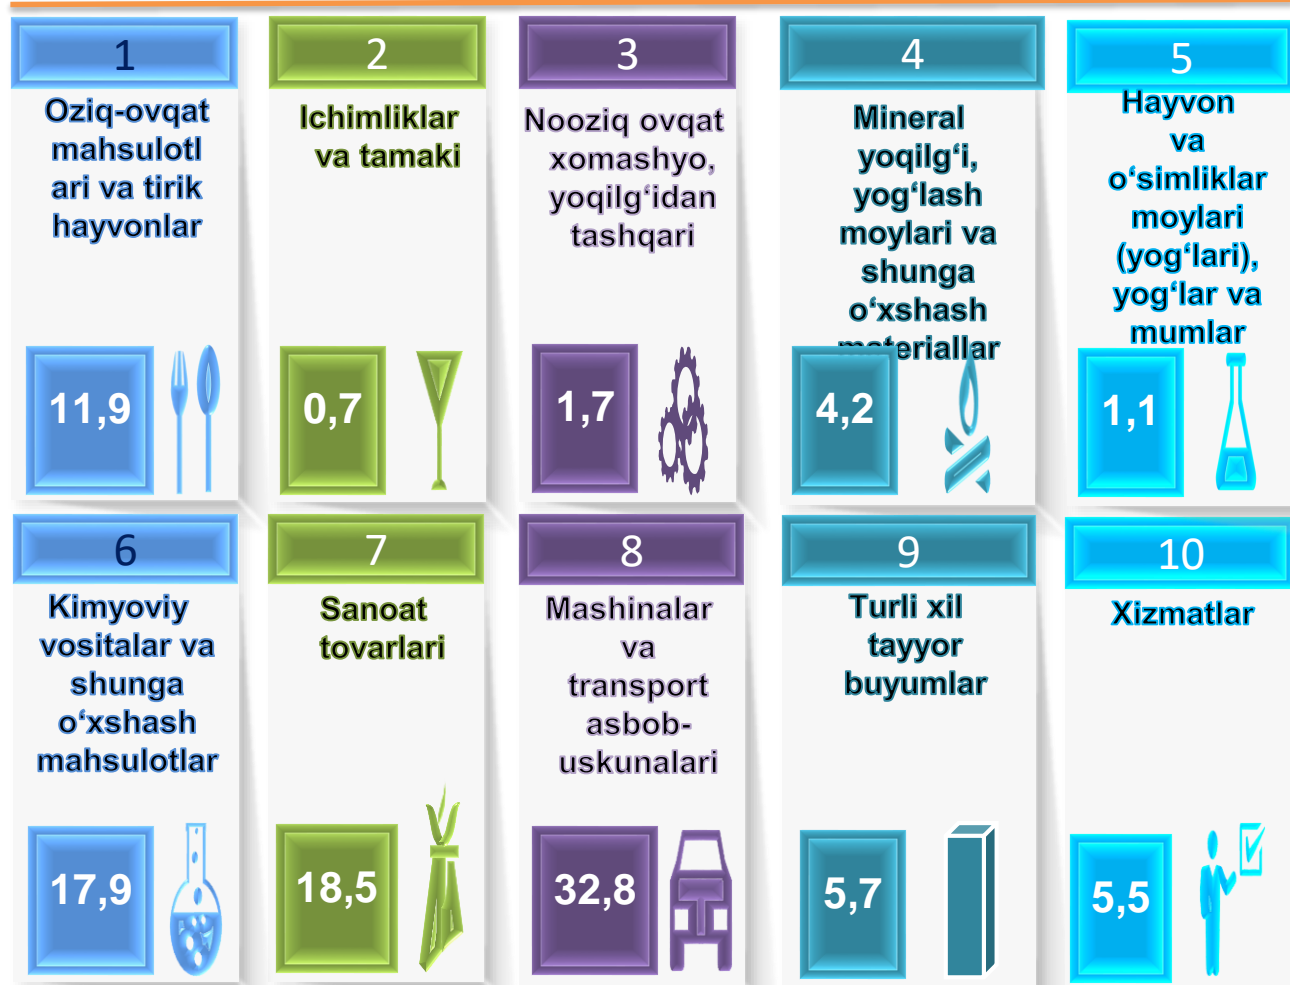 1
Oziq-ovqat
mahsulotl
ari va tirik
hayvonlar
11,9
2
Ichimliklar
va tamaki
0,7
3
Nooziq ovqat
xomashyo,
yoqilg‘idan
tashqari
1,7
4
Mineral
yoqilg‘i,
yog‘lash
moylari va
shunga
o‘xshash
materiallar
4,2
5
Hayvon
va
o‘simliklar
moylari
(yog‘lari),
yog‘lar va
mumlar
1,1
6
Kimyoviy
vositalar va
shunga
o‘xshash
mahsulotlar
17,9
7
Sanoat
tovarlari
18,5
8
Mashinalar
va
transport
asbob-
uskunalari
32,8
9
Turli xil
tayyor
buyumlar
5,7
10
Xizmatlar
5,5